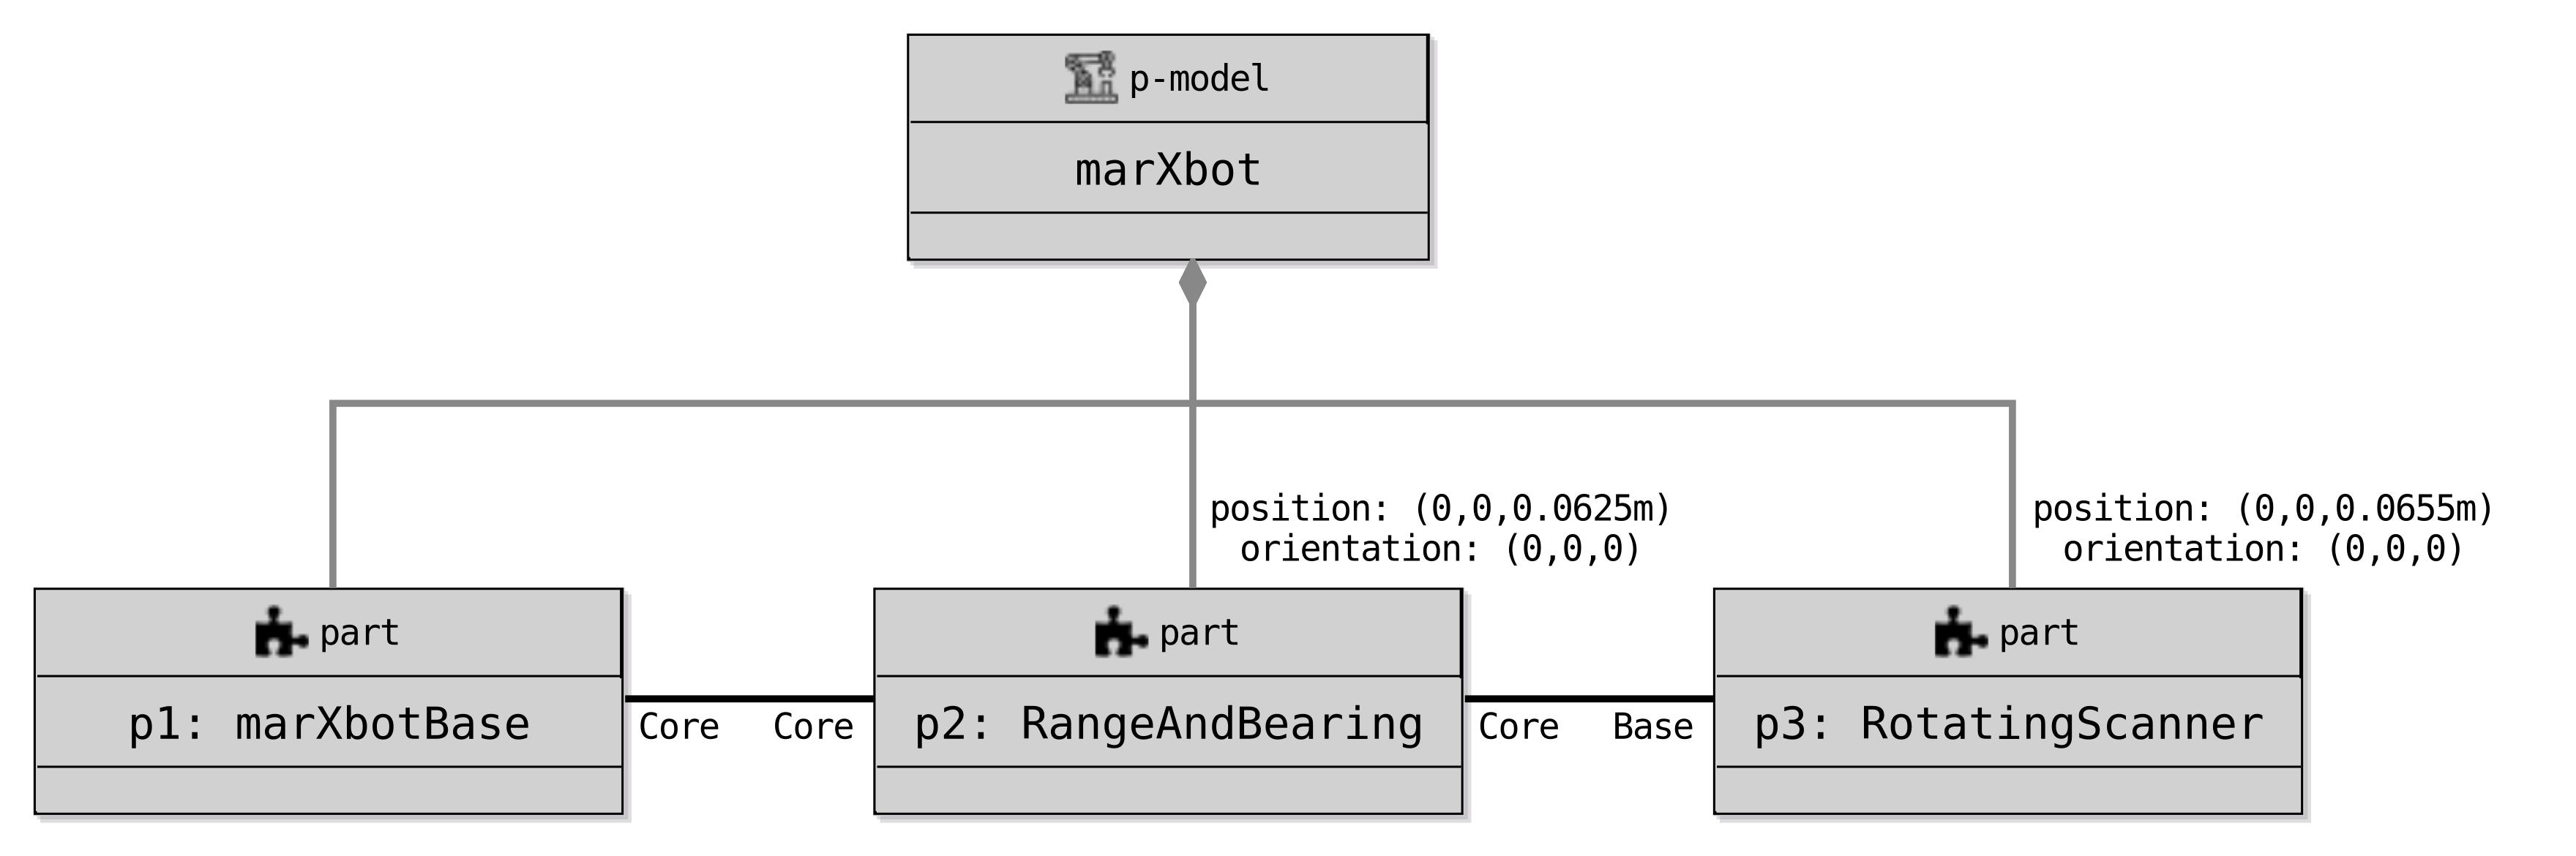 p-model
marXbot
position: (0,0,0.0625m)
orientation: (0,0,0)
position: (0,0,0.0655m)
orientation: (0,0,0)
part
p1: marXbotBase
Core
Core
part
p2: RangeAndBearing
Core
Base
part
p3: RotatingScanner